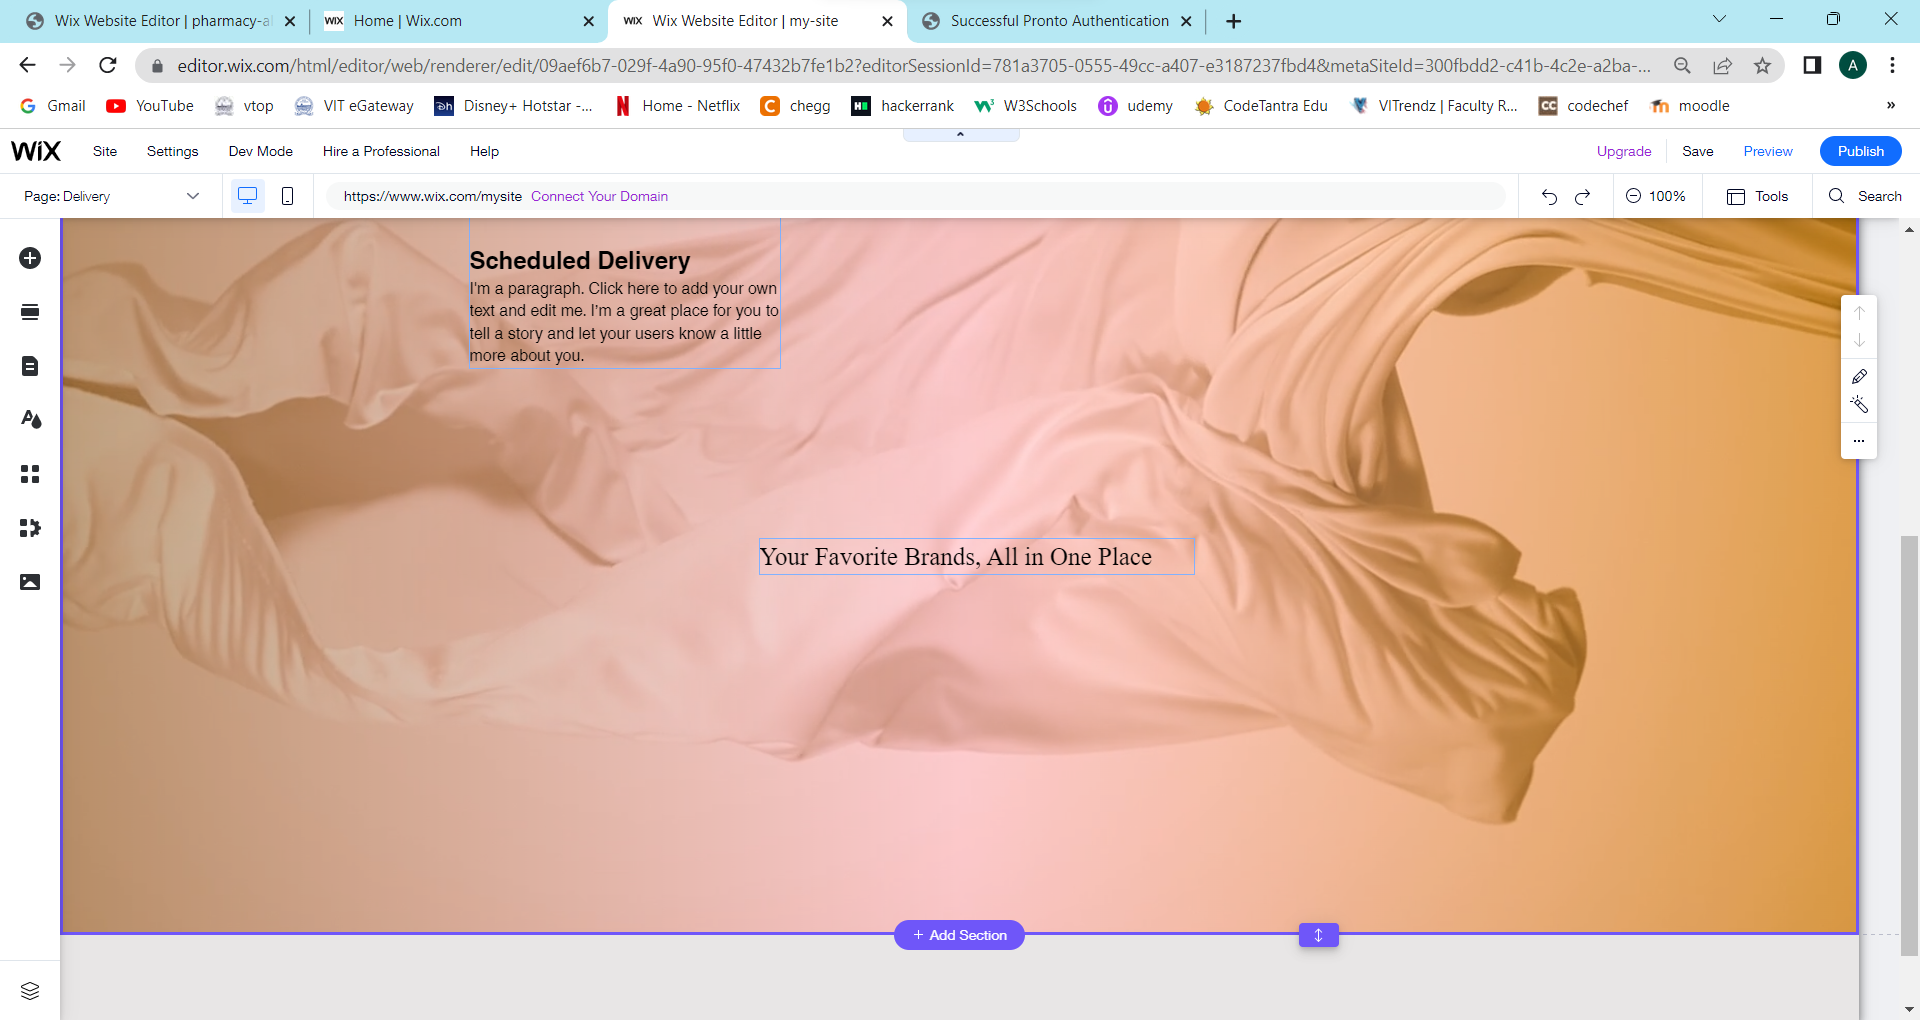 Wix Website Editor | pharmacy-a
WIX Home | Wix.com
WIX Wix Website Editor | my-site
Successful Pronto Authentication
editor.wix.com/html/editor/web/renderer/edit/09aef6b7-029f-4a90-95f0-47432b7fe1b2?editorSessionId=781a3705-0555-49cc-a407-e3187237fbd4&metaSiteId=300fbdd2-c41b-4c2e-a2ba-...
A
G Gmail
YouTube
vtop
VIT eGateway
Dh Disney+ Hotstar -...
N Home - Netflix
C chegg
H hackerrank
W3 W3Schools
udemy
CodeTantra Edu
VITrendz | Faculty R...
CC codechef
m moodle
»
WIX
Site
Settings
Dev Mode
Hire a Professional
Help
Upgrade
Save
Preview
Publish
Page: Delivery
https://www.wix.com/mysite Connect Your Domain
100%
Tools
Search
Scheduled Delivery
I'm a paragraph. Click here to add your own
text and edit me. I'm a great place for you to
tell a story and let your users know a little
more about you.
Your Favorite Brands, All in One Place
+ Add Section